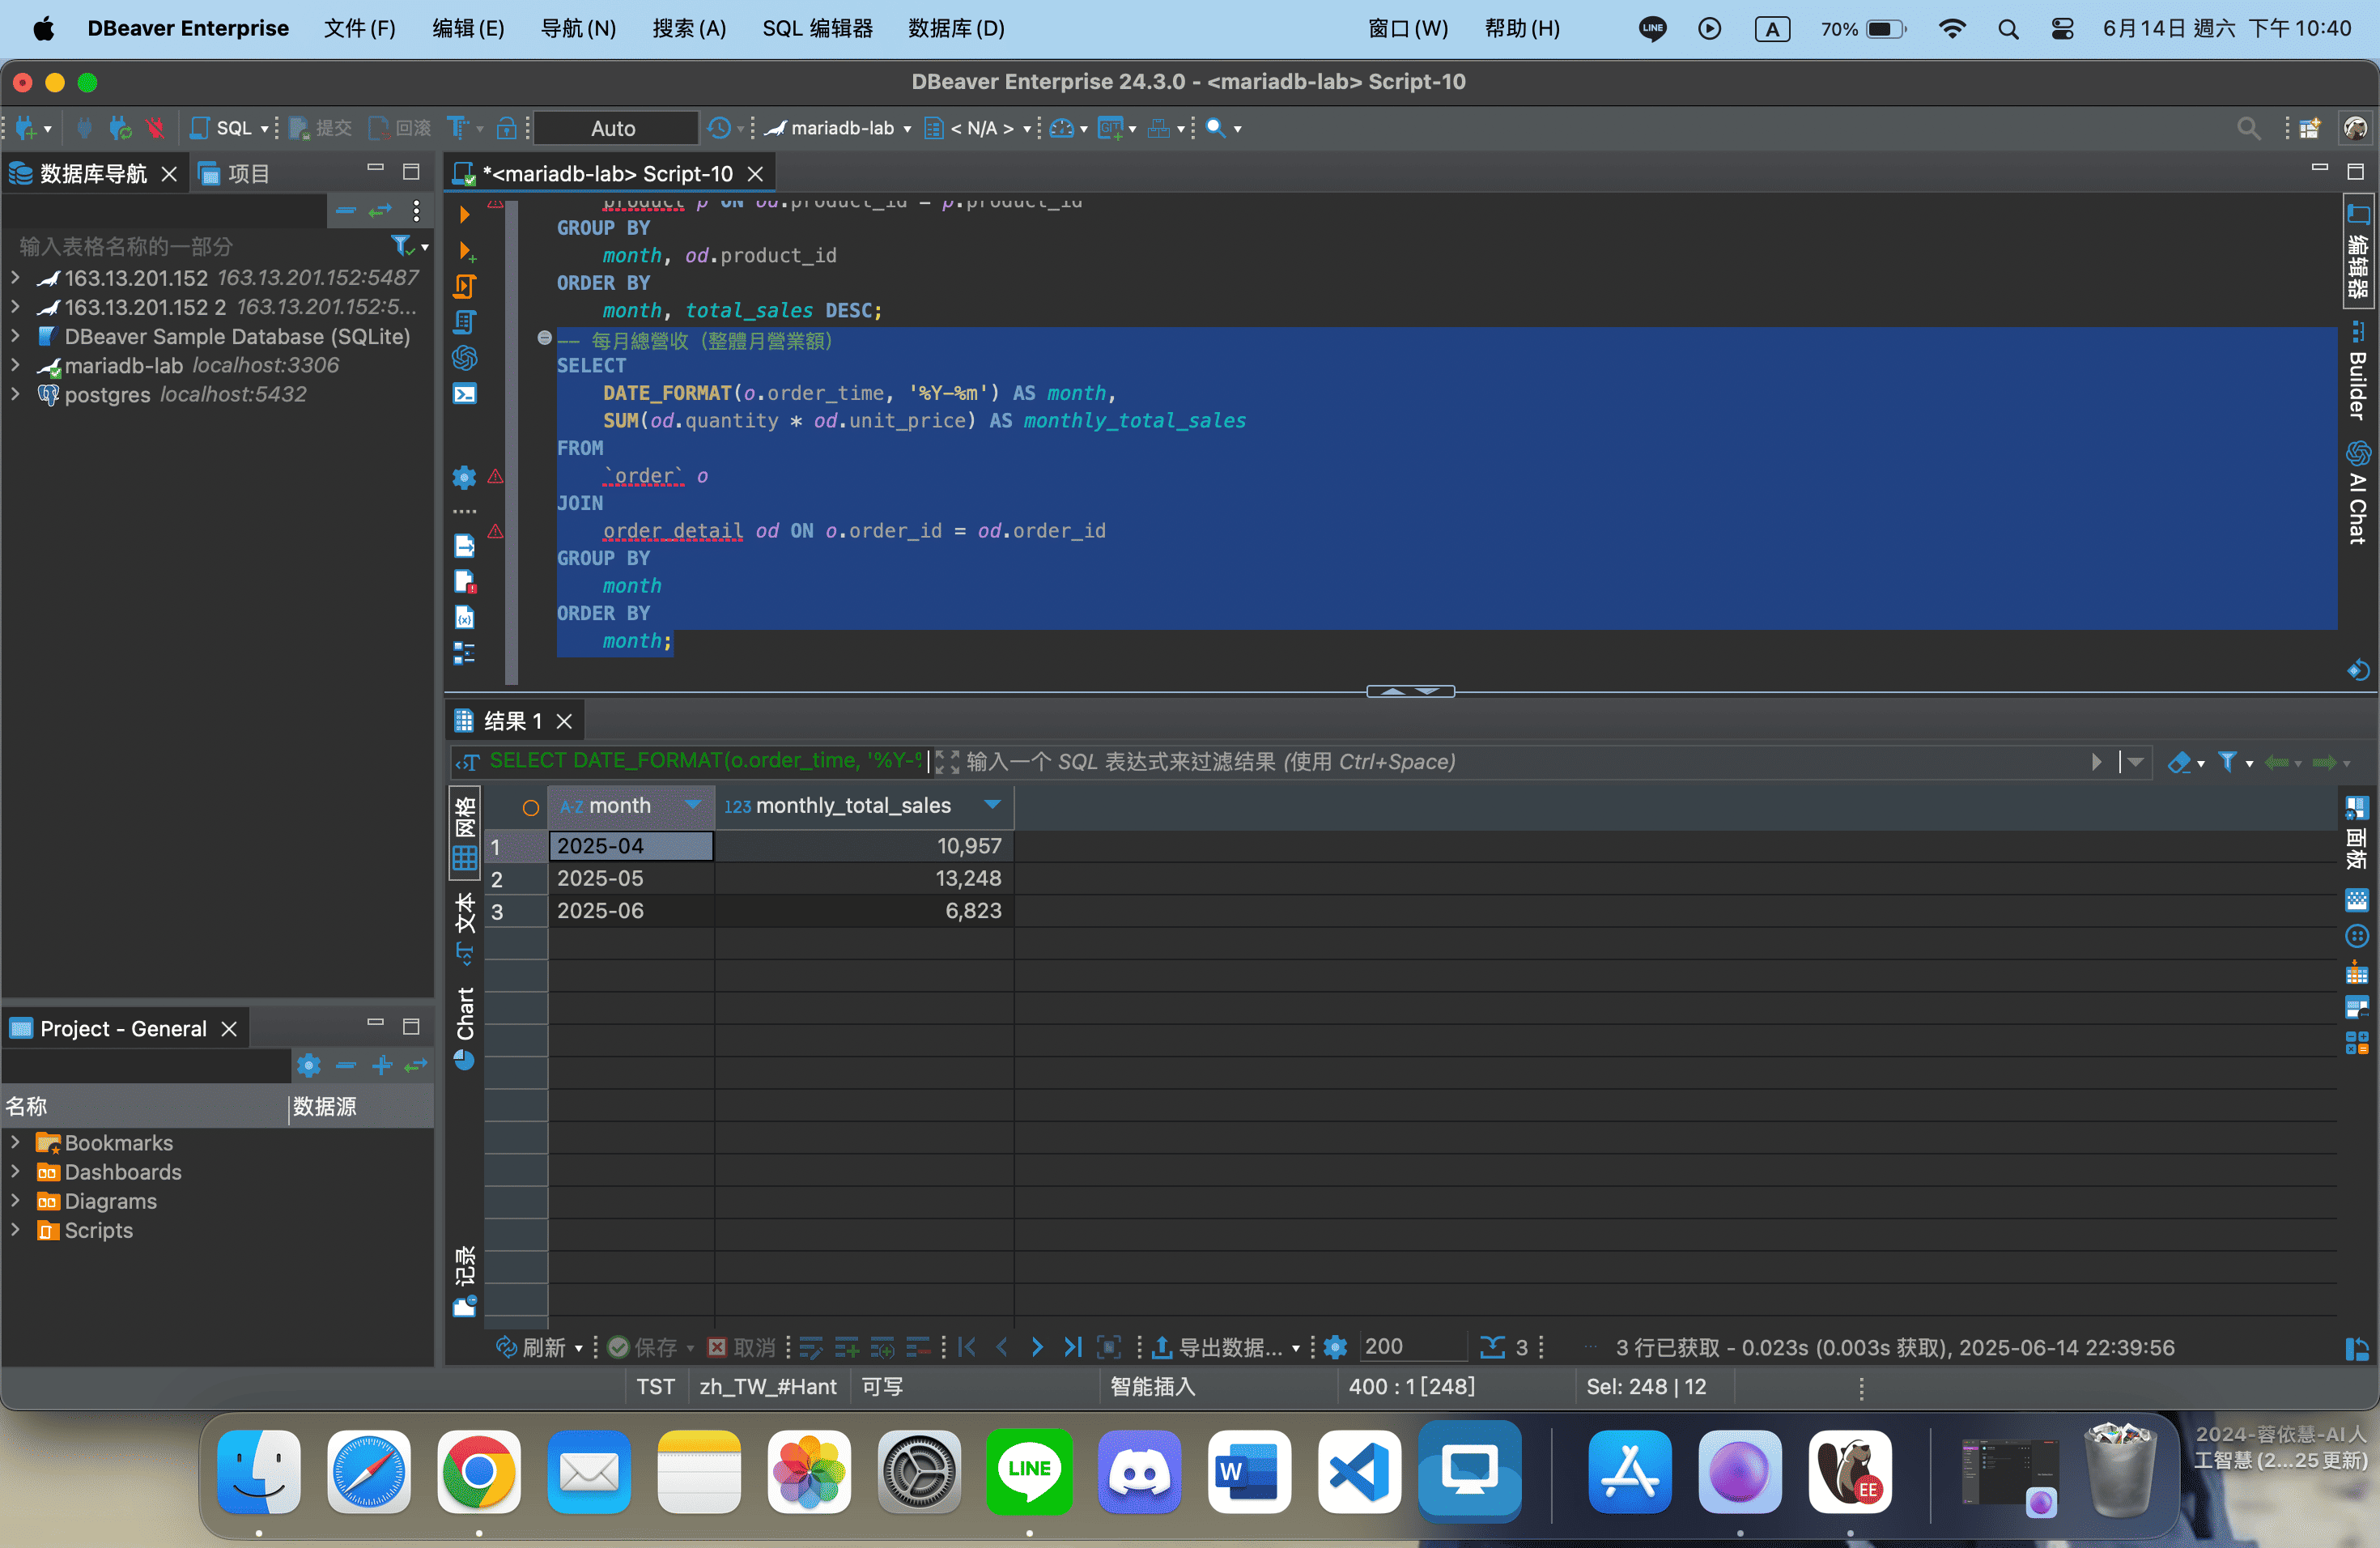 DBeaver Enterprise 文件(F) 编辑(E) 导航(N) 搜索(A) SQL 编辑器 数据库(D) 窗口(W) 帮助(H) LINE A 70% 6月14日 週六 下午10:40
DBeaver Enterprise 24.3.0 - <mariadb-lab> Script-10
SQL 提交 回滚 Auto mariadb-lab < N/A >
数据库导航 项目
输入表格名称的一部分
163.13.201.152 163.13.201.152:5487
163.13.201.152 2 163.13.201.152:5...
DBeaver Sample Database (SQLite)
mariadb-lab localhost:3306
postgres localhost:5432
*<mariadb-lab> Script-10
product p ON od.product_id = p.product_id
GROUP BY
month, od.product_id
ORDER BY
month, total_sales DESC;
-- 每月總營收（整體月營業額）
SELECT
DATE_FORMAT(o.order_time, '%Y-%m') AS month,
SUM(od.quantity * od.unit_price) AS monthly_total_sales
FROM
`order` o
JOIN
order_detail od ON o.order_id = od.order_id
GROUP BY
month
ORDER BY
month;
编辑器
Builder
AI Chat
结果 1
SELECT DATE_FORMAT(o.order_time, '%Y-% 输入一个 SQL 表达式来过滤结果 (使用 Ctrl+Space)
网格
文本
Chart
记录
A-Z month 123 monthly_total_sales
1 2025-04 10,957
2 2025-05 13,248
3 2025-06 6,823
面板
Project - General
名称 数据源
Bookmarks
Dashboards
Diagrams
Scripts
刷新 保存 取消 导出数据... 200 3 3 行已获取 - 0.023s (0.003s 获取), 2025-06-14 22:39:56
TST zh_TW_#Hant 可写 智能插入 400 : 1 [248] Sel: 248 | 12
LINE
W
EE
2024-蓉依慧-AI人
工智慧 (2...25更新)